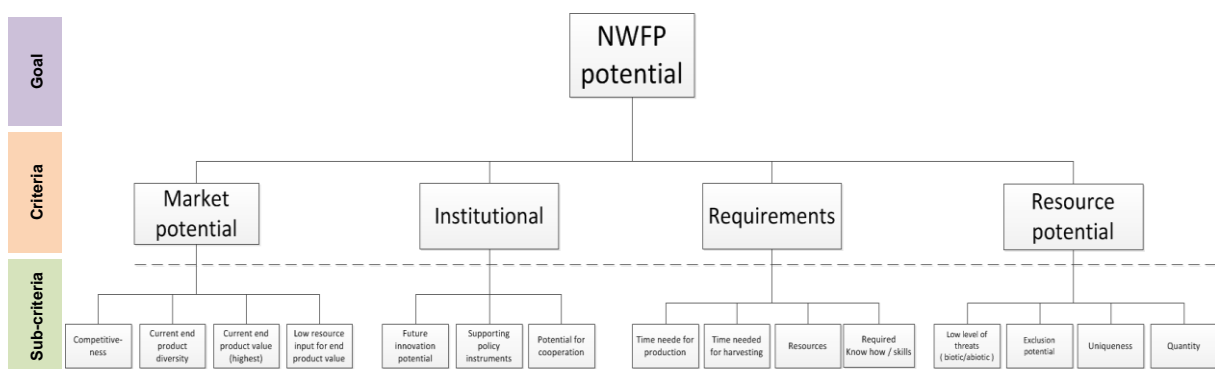 Goal
NWFP
potential
Criteria
Market
potential
Institutional
Requirements
Resource
potential
Sub-criteria
Competitive-
ness
Current end
product
diversity
Current end
product value
(highest)
Low resource
input for end
product value
Future
innovation
potential
Supporting
policy
instruments
Potential for
cooperation
Time neede for
production
Time needed
for harvesting
Resources
Required
Know how / skills
Low level of
threats
( biotic/abiotic )
Exclusion
potential
Uniqueness
Quantity